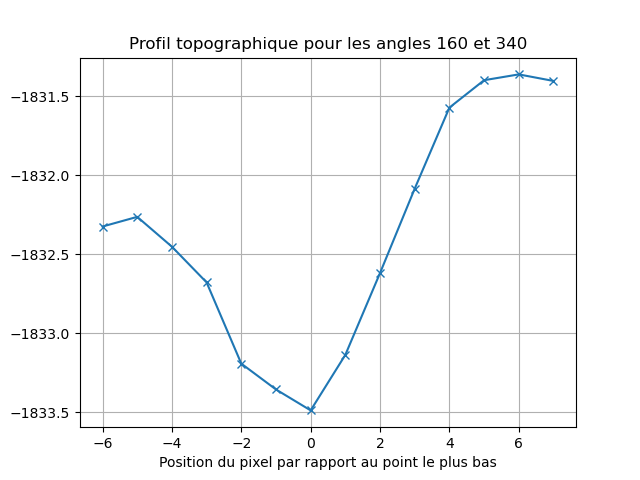 Profil topographique pour les angles 160 et 340
−1831.5
−1832.0
−1832.5
−1833.0
−1833.5
−6 −4 −2 0 2 4 6
Position du pixel par rapport au point le plus bas